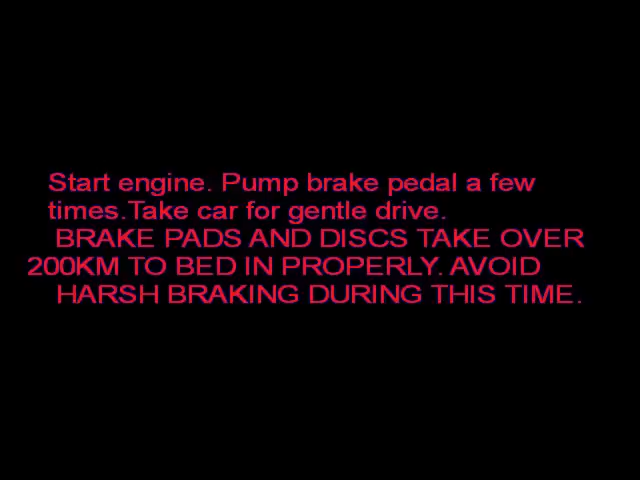 Start engine. Pump brake pedal a few
times.Take car for gentle drive.
BRAKE PADS AND DISCS TAKE OVER
200KM TO BED IN PROPERLY. AVOID
HARSH BRAKING DURING THIS TIME.